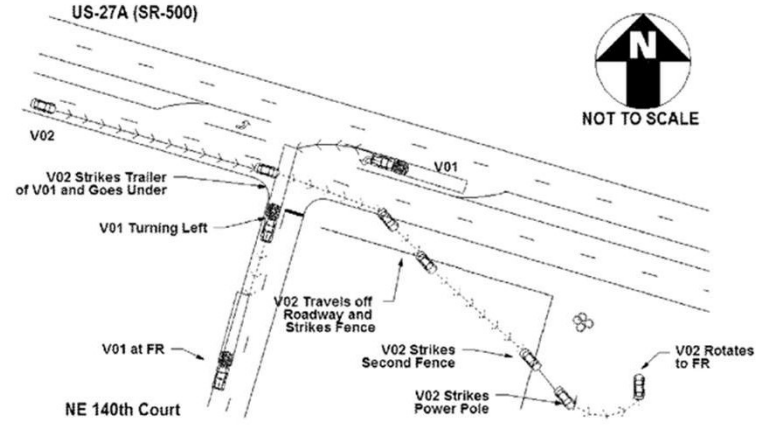 US-27A (SR-500)
N
NOT TO SCALE
V02
V01
V02 Strikes Trailer
of V01 and Goes Under
V01 Turning Left
V02 Travels off
Roadway and
Strikes Fence
V01 at FR
V02 Strikes
Second Fence
V02 Rotates
to FR
V02 Strikes
Power Pole
NE 140th Court